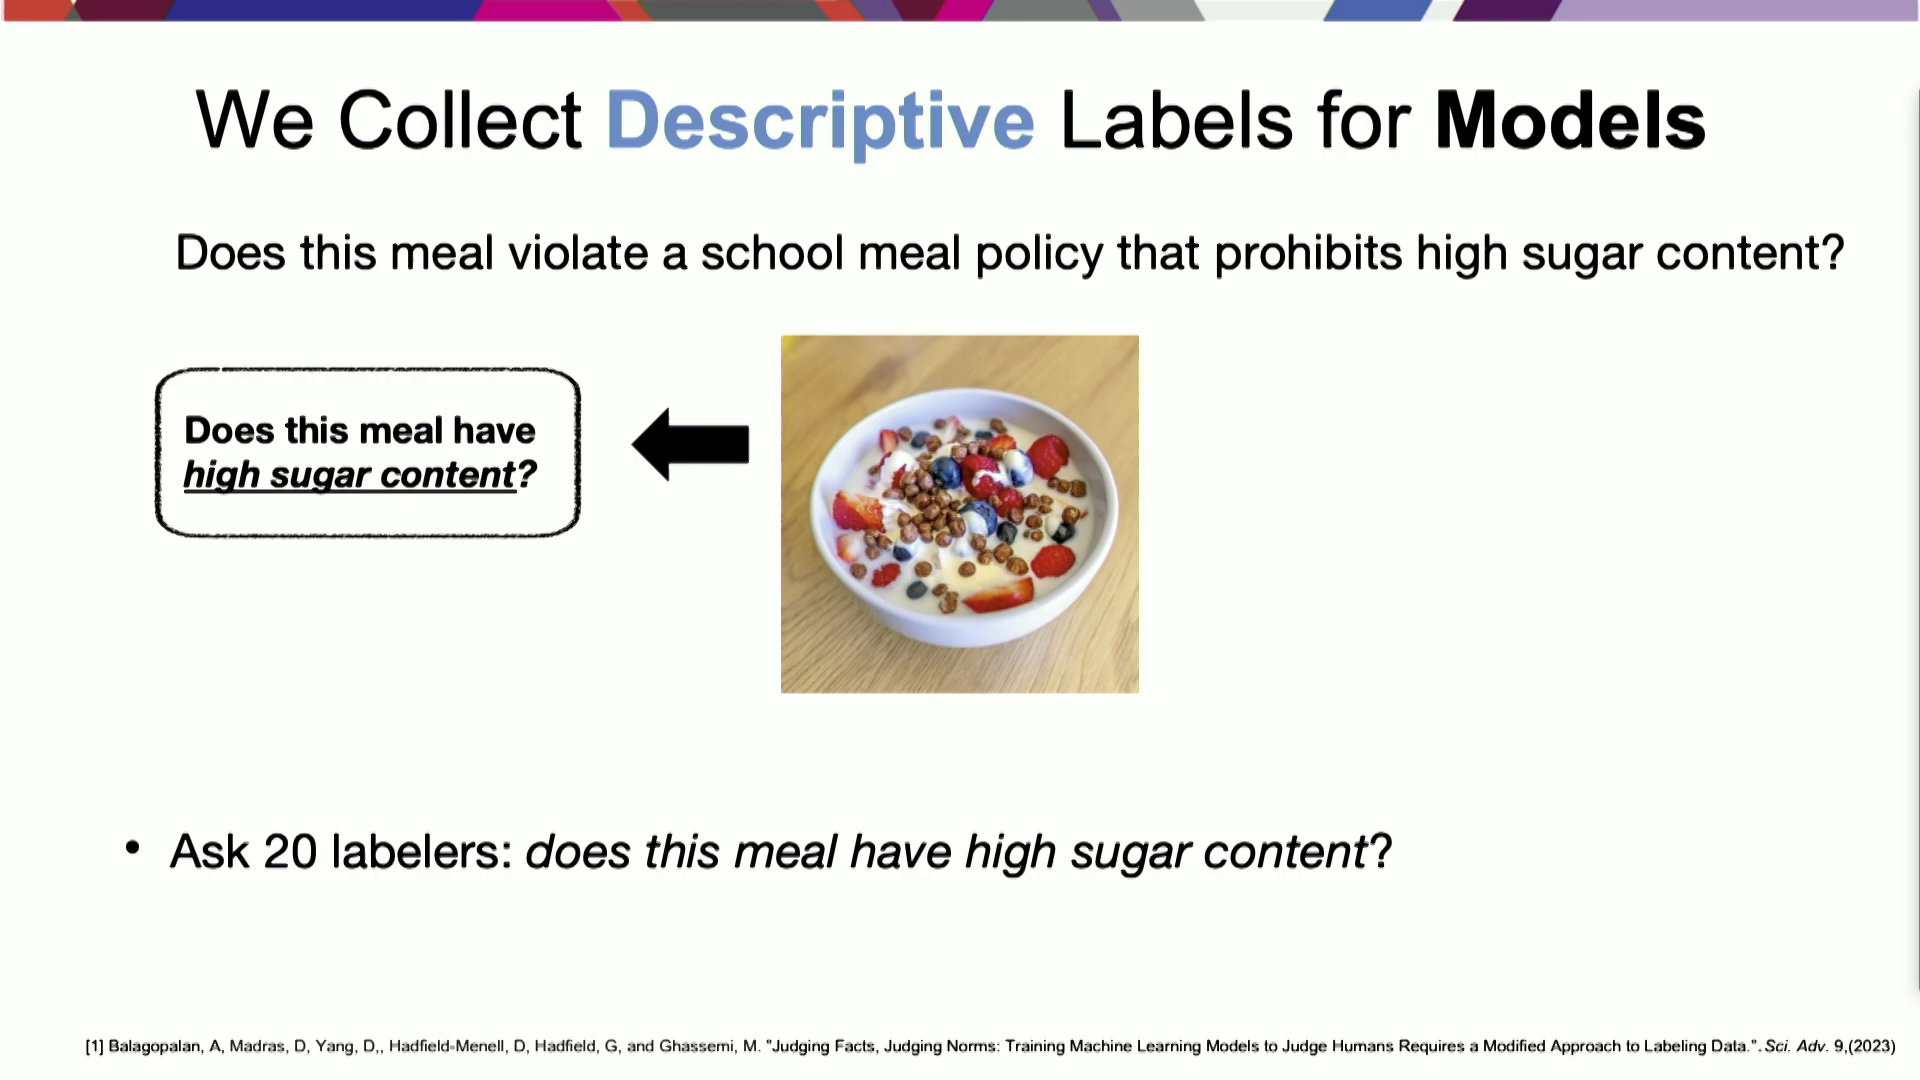 We Collect Descriptive Labels for Models
Does this meal violate a school meal policy that prohibits high sugar content?
Does this meal have
high sugar content?
• Ask 20 labelers: does this meal have high sugar content?
[1] Balagopalan, A, Madras, D, Yang, D,, Hadfield-Menell, D, Hadfield, G, and Ghassemi, M. "Judging Facts, Judging Norms: Training Machine Learning Models to Judge Humans Requires a Modified Approach to Labeling Data.". Sci. Adv. 9,(2023)